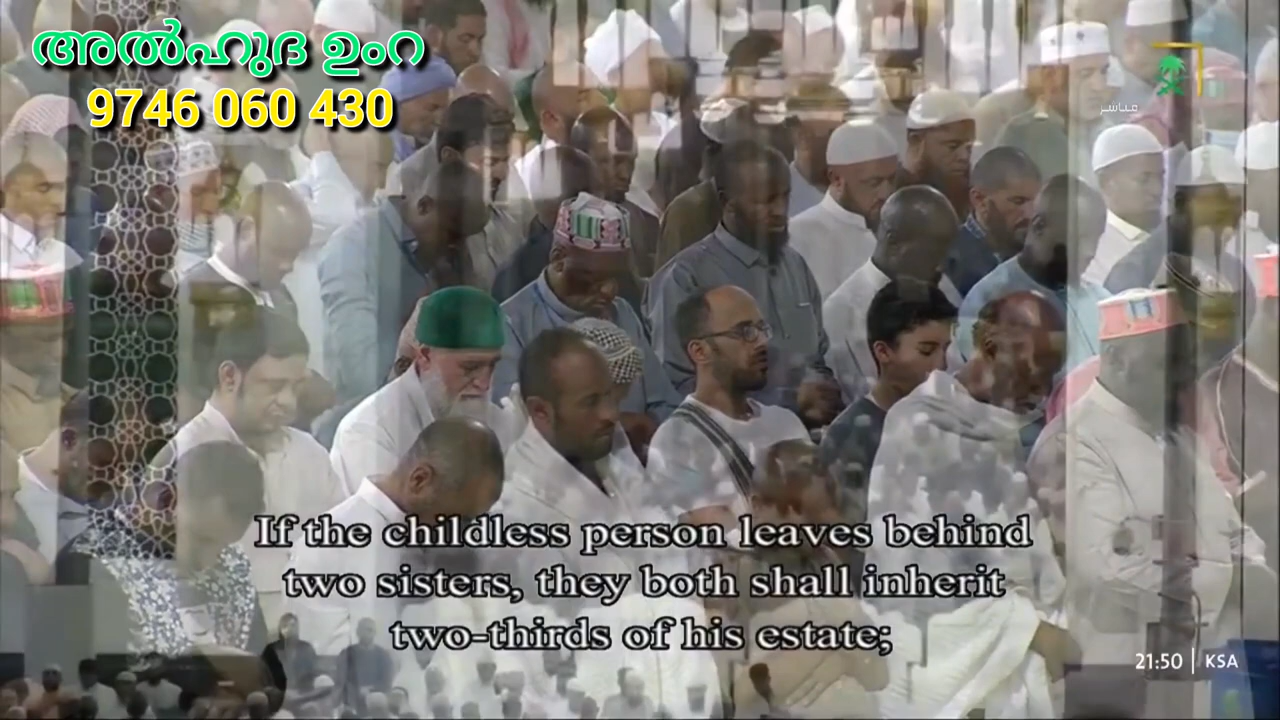 അൽഹുദ ഉംറ
9746 060 430
مباشر
If the childless person leaves behind
two sisters, they both shall inherit
two-thirds of his estate;
21:50 | KSA